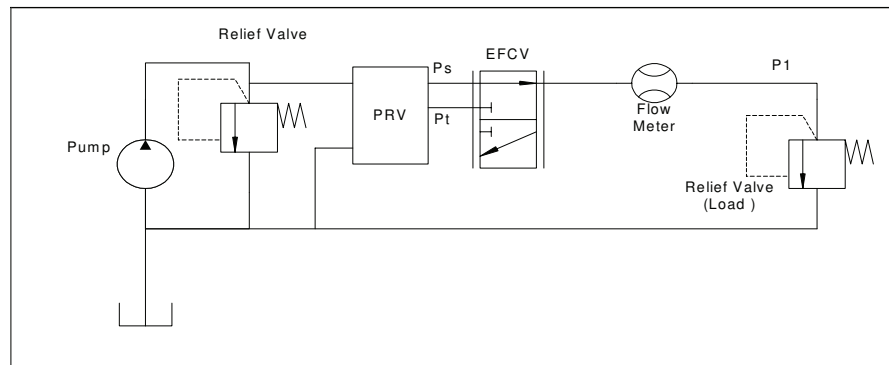 Relief Valve
EFCV
Ps
P1
PRV
Pt
Flow
Meter
Pump
Relief Valve
(Load )